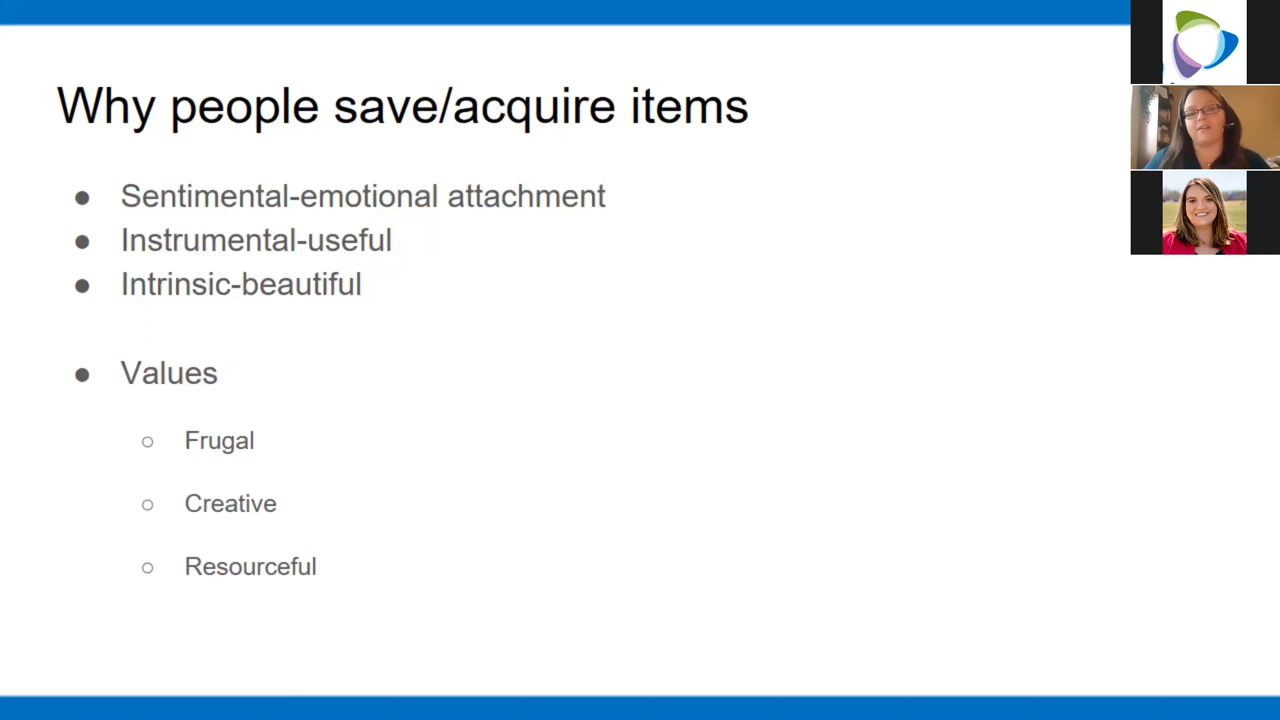 Why people save/acquire items
● Sentimental-emotional attachment
● Instrumental-useful
● Intrinsic-beautiful
● Values
○ Frugal
○ Creative
○ Resourceful